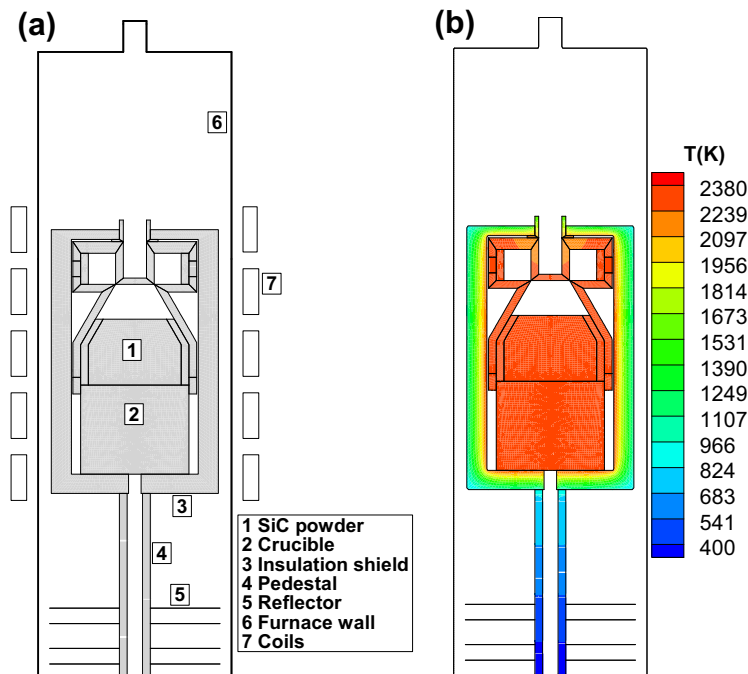 (a)
(b)
6
T(K)
2380
2239
2097
1956
1814
1673
1531
1390
1249
1107
966
824
683
541
400
7
1
2
3
4
5
1 SiC powder
2 Crucible
3 Insulation shield
4 Pedestal
5 Reflector
6 Furnace wall
7 Coils